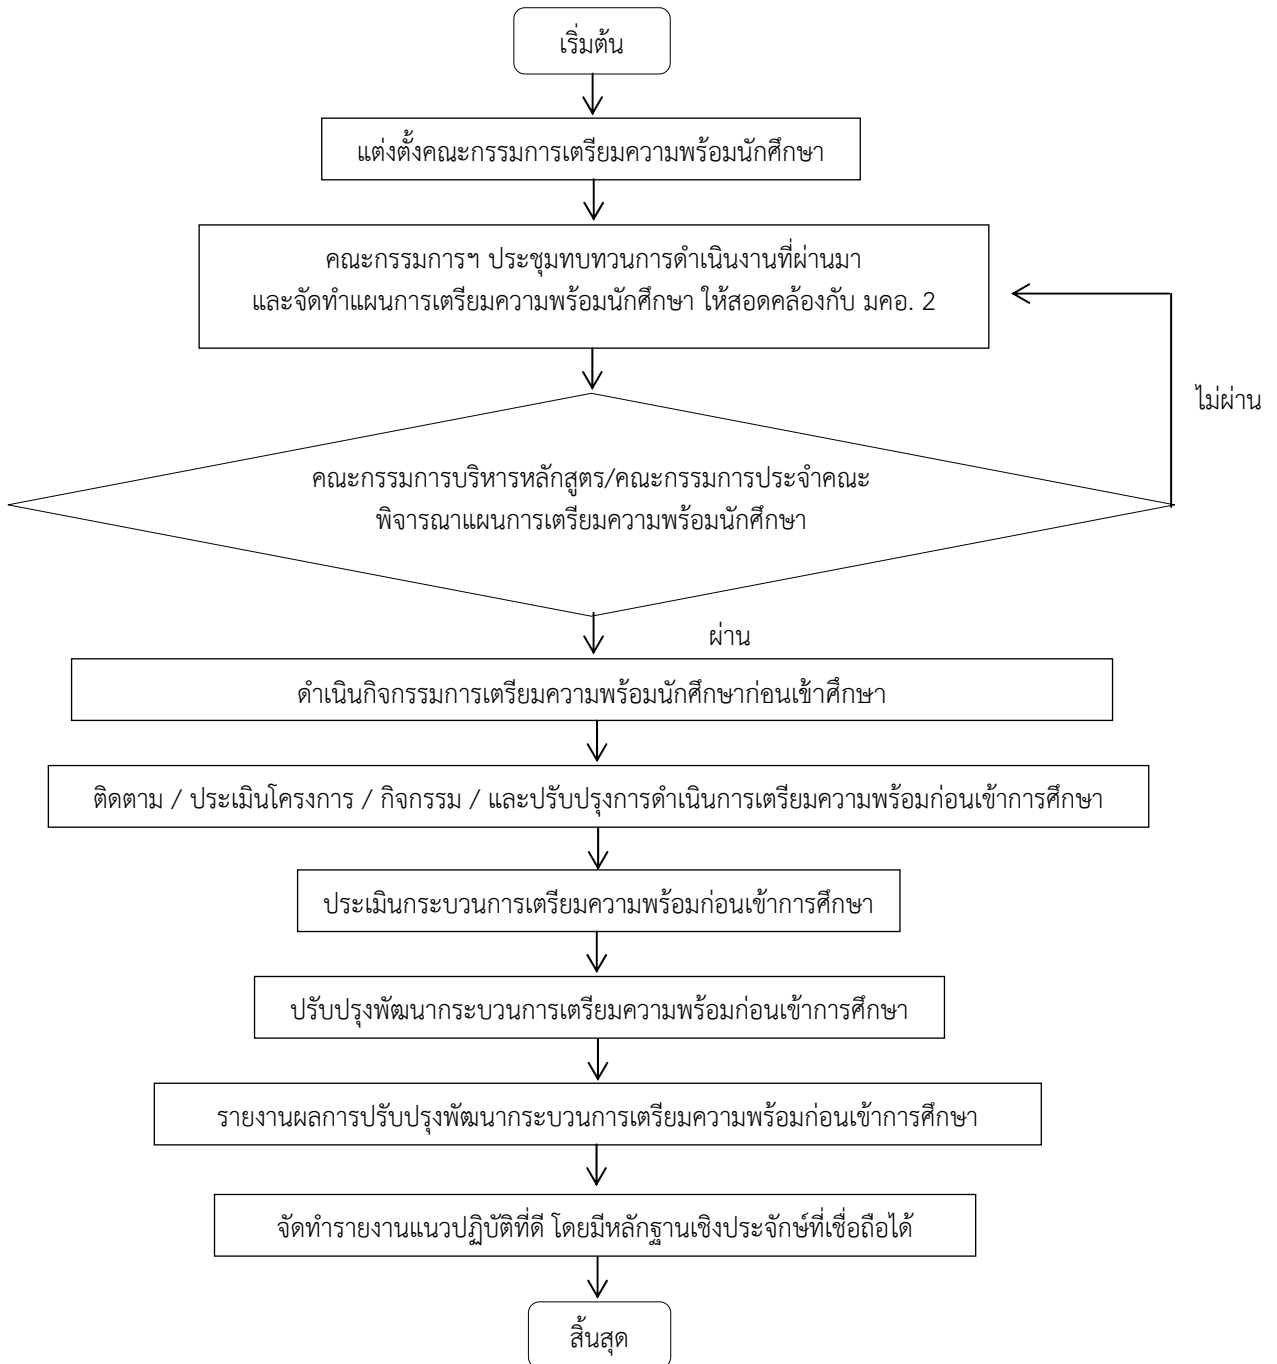 เริ่มต้น
แต่งตั้งคณะกรรมการเตรียมความพร้อมนักศึกษา
คณะกรรมการฯ ประชุมทบทวนการดำเนินงานที่ผ่านมา
และจัดทำแผนการเตรียมความพร้อมนักศึกษา ให้สอดคล้องกับ มคอ. 2
ไม่ผ่าน
คณะกรรมการบริหารหลักสูตร/คณะกรรมการประจำคณะ
พิจารณาแผนการเตรียมความพร้อมนักศึกษา
ผ่าน
ดำเนินกิจกรรมการเตรียมความพร้อมนักศึกษาก่อนเข้าศึกษา
ติดตาม / ประเมินโครงการ / กิจกรรม / และปรับปรุงการดำเนินการเตรียมความพร้อมก่อนเข้าการศึกษา
ประเมินกระบวนการเตรียมความพร้อมก่อนเข้าการศึกษา
ปรับปรุงพัฒนากระบวนการเตรียมความพร้อมก่อนเข้าการศึกษา
รายงานผลการปรับปรุงพัฒนากระบวนการเตรียมความพร้อมก่อนเข้าการศึกษา
จัดทำรายงานแนวปฏิบัติที่ดี โดยมีหลักฐานเชิงประจักษ์ที่เชื่อถือได้
สิ้นสุด